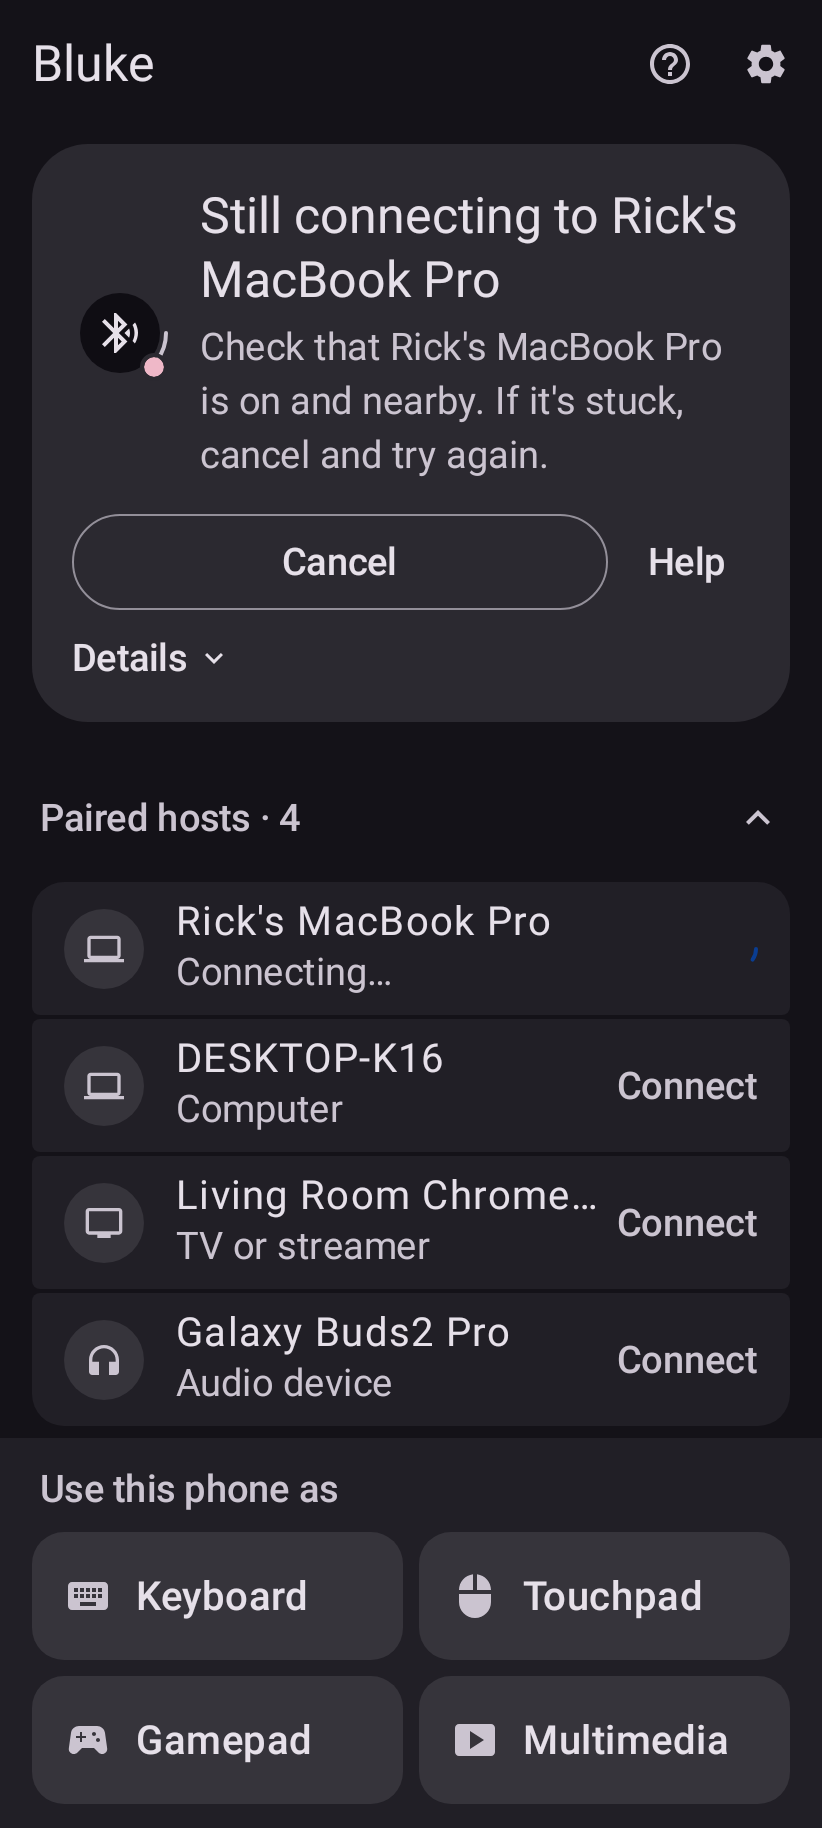 Bluke
Still connecting to Rick's
MacBook Pro
Check that Rick's MacBook Pro
is on and nearby. If it's stuck,
cancel and try again.
Cancel
Help
Details
Paired hosts · 4
Rick's MacBook Pro
Connecting…
DESKTOP-K16
Computer
Connect
Living Room Chrome…
TV or streamer
Connect
Galaxy Buds2 Pro
Audio device
Connect
Use this phone as
Keyboard
Touchpad
Gamepad
Multimedia